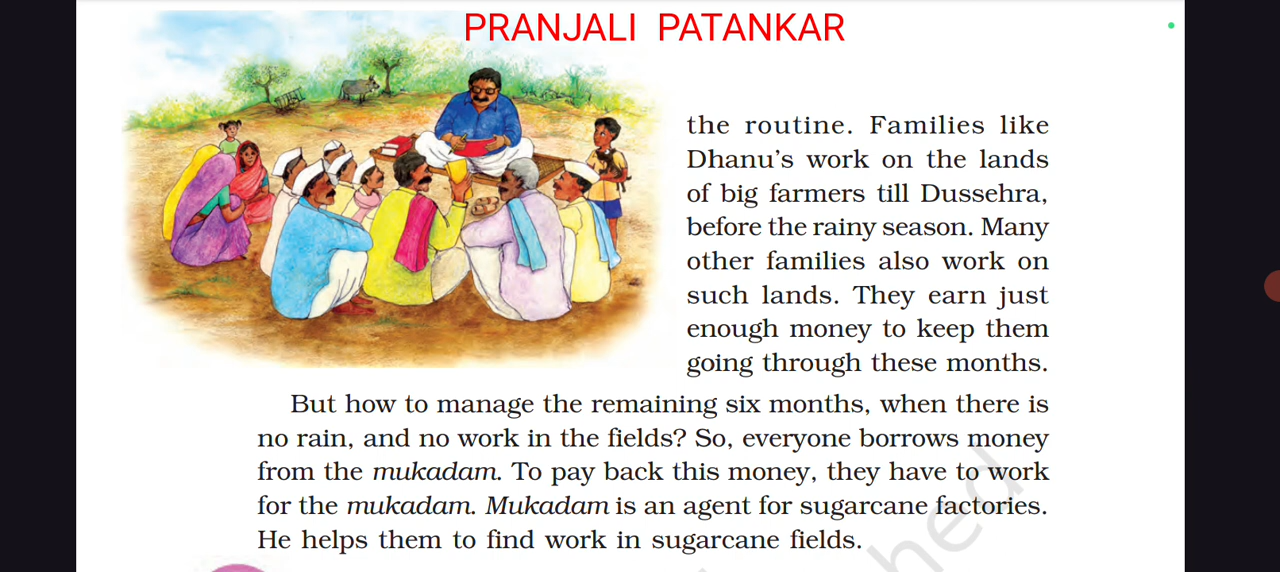 PRANJALI PATANKAR
the routine. Families like
Dhanu's work on the lands
of big farmers till Dussehra,
before the rainy season. Many
other families also work on
such lands. They earn just
enough money to keep them
going through these months.
But how to manage the remaining six months, when there is
no rain, and no work in the fields? So, everyone borrows money
from the mukadam. To pay back this money, they have to work
for the mukadam. Mukadam is an agent for sugarcane factories.
He helps them to find work in sugarcane fields.